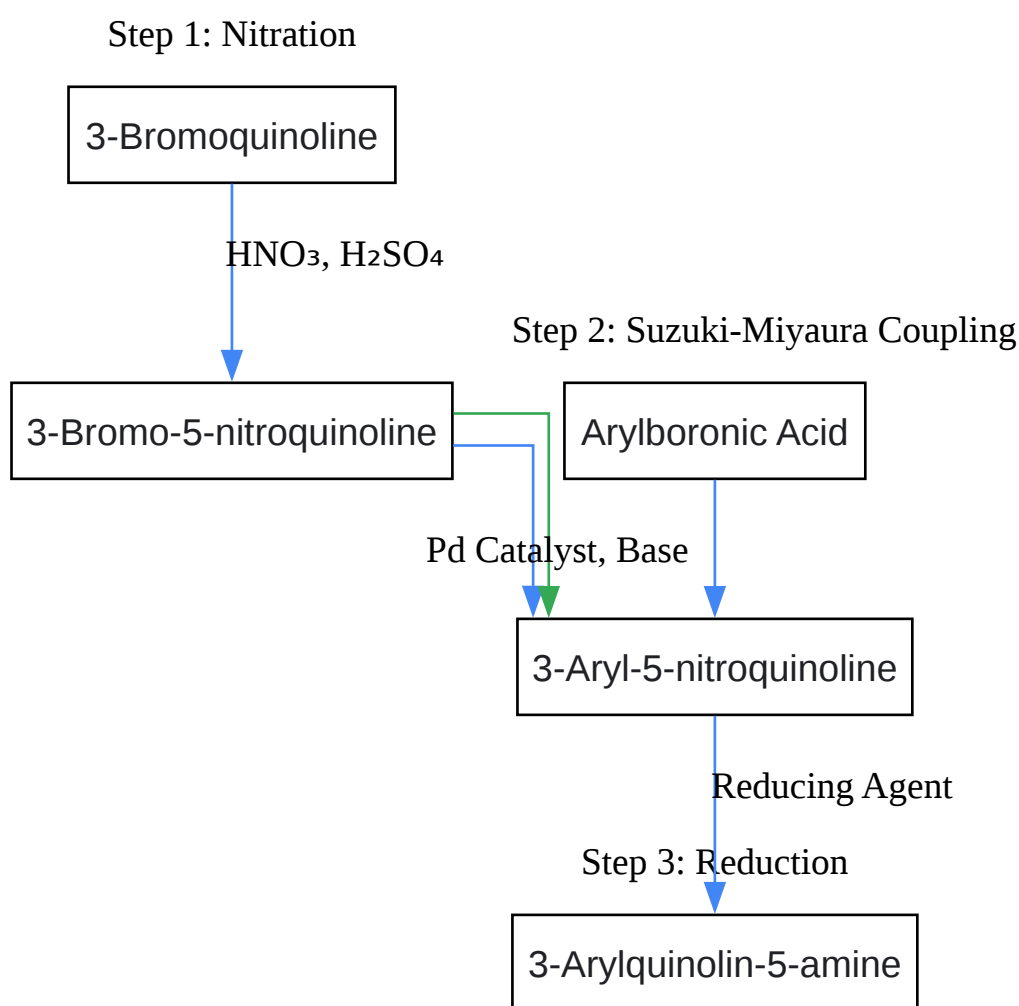 Step 1: Nitration
3-Bromoquinoline
HNO₃, H₂SO₄
Step 2: Suzuki-Miyaura Coupling
3-Bromo-5-nitroquinoline
Arylboronic Acid
Pd Catalyst, Base
3-Aryl-5-nitroquinoline
Reducing Agent
Step 3: Reduction
3-Arylquinolin-5-amine